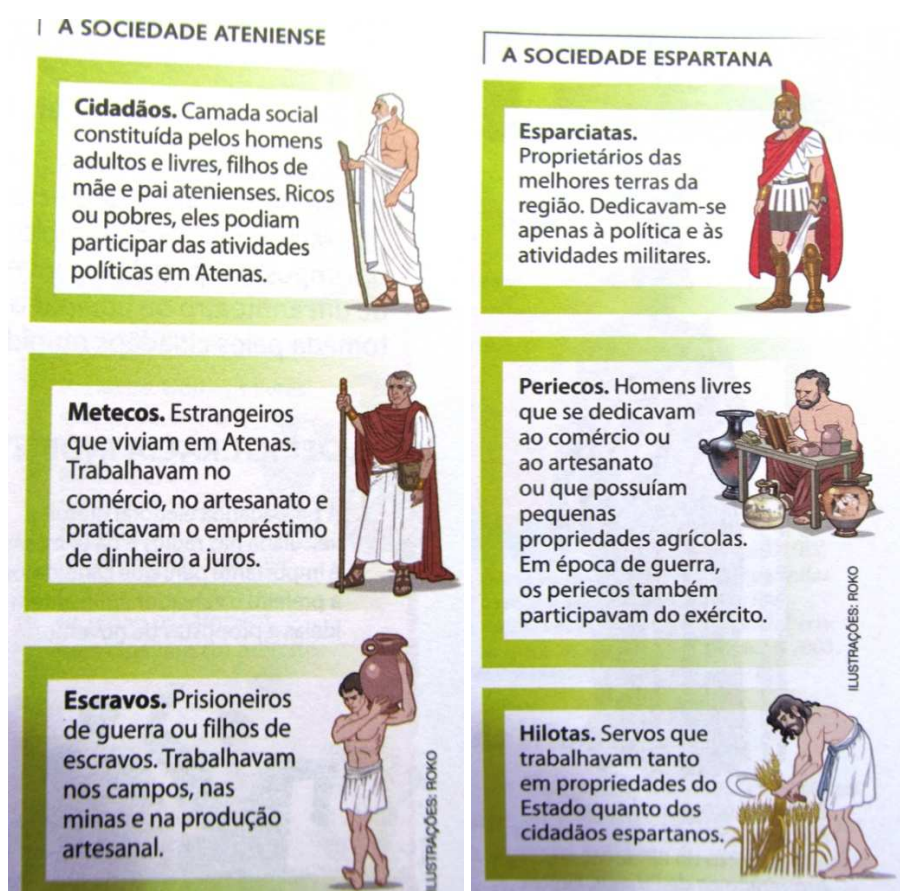 A SOCIEDADE ATENIENSE
Cidadãos. Camada social
constituída pelos homens
adultos e livres, filhos de
mãe e pai atenienses. Ricos
ou pobres, eles podiam
participar das atividades
políticas em Atenas.
Metecos. Estrangeiros
que viviam em Atenas.
Trabalhavam no
comércio, no artesanato e
praticavam o empréstimo
de dinheiro a juros.
Escravos. Prisioneiros
de guerra ou filhos de
escravos. Trabalhavam
nos campos, nas
minas e na produção
artesanal.
ILUSTRAÇÕES: ROKO
A SOCIEDADE ESPARTANA
Esparciatas.
Proprietários das
melhores terras da
região. Dedicavam-se
apenas à política e às
atividades militares.
Periecos. Homens livres
que se dedicavam
ao comércio ou
ao artesanato
ou que possuíam
pequenas
propriedades agrícolas.
Em época de guerra,
os periecos também
participavam do exército.
ILUSTRAÇÕES: ROKO
Hilotas. Servos que
trabalhavam tanto
em propriedades do
Estado quanto dos
cidadãos espartanos.